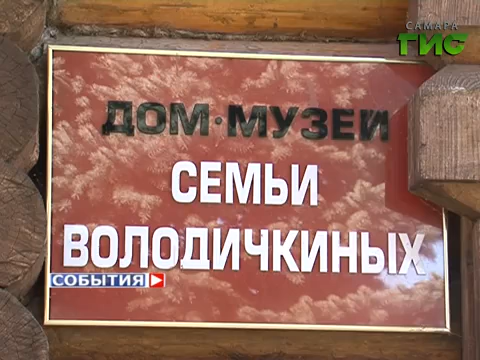 САМАРА
ГИС
ДОМ·МУЗЕЙ
СЕМЬИ
ВОЛОДИЧКИНЫХ
СОБЫТИЯ